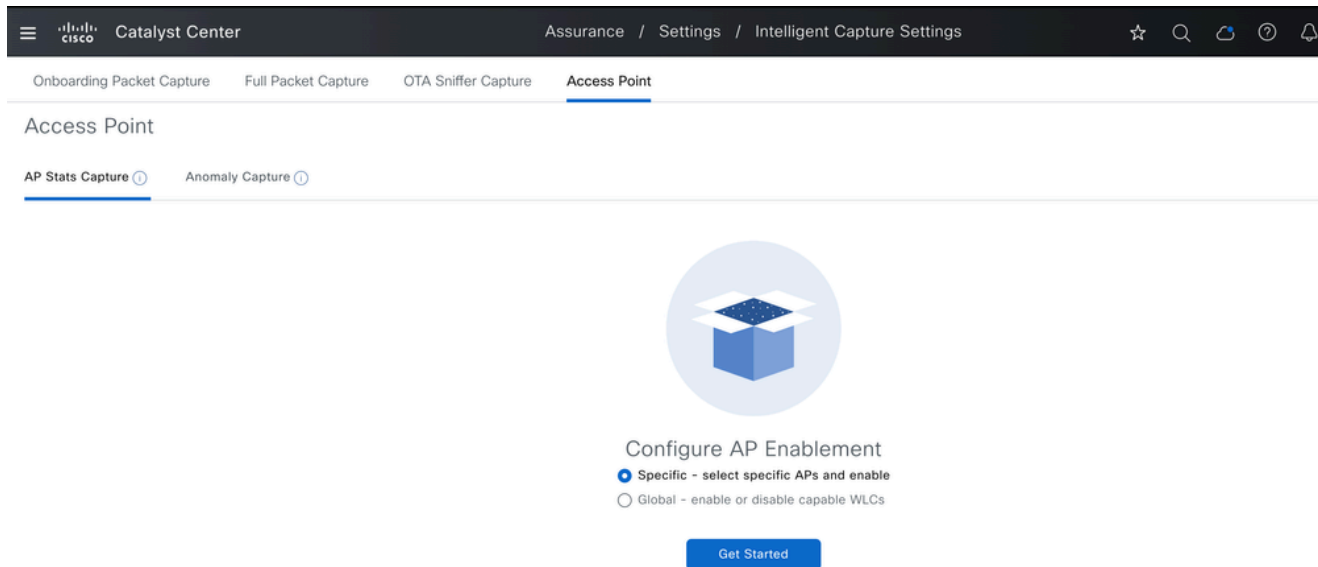 cisco Catalyst Center Assurance / Settings / Intelligent Capture Settings
Onboarding Packet Capture Full Packet Capture OTA Sniffer Capture Access Point
Access Point
AP Stats Capture Anomaly Capture
Configure AP Enablement
Specific - select specific APs and enable
Global - enable or disable capable WLCs
Get Started